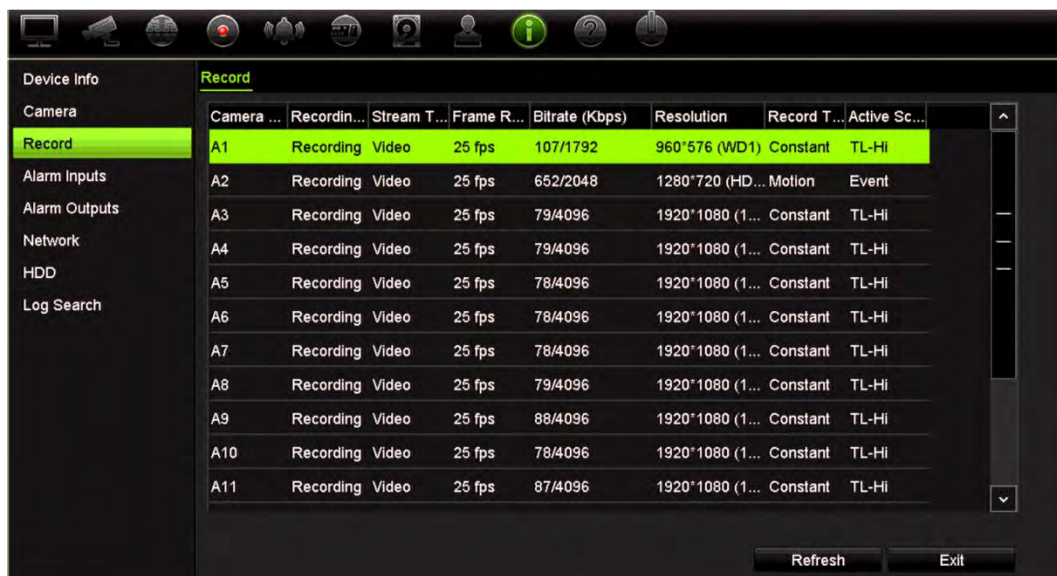 Device Info
Camera
Record
Alarm Inputs
Alarm Outputs
Network
HDD
Log Search
Record
Camera ... Recordin... Stream T... Frame R... Bitrate (Kbps) Resolution Record T... Active Sc...
A1 Recording Video 25 fps 107/1792 960*576 (WD1) Constant TL-Hi
A2 Recording Video 25 fps 652/2048 1280*720 (HD... Motion Event
A3 Recording Video 25 fps 79/4096 1920*1080 (1... Constant TL-Hi
A4 Recording Video 25 fps 79/4096 1920*1080 (1... Constant TL-Hi
A5 Recording Video 25 fps 78/4096 1920*1080 (1... Constant TL-Hi
A6 Recording Video 25 fps 78/4096 1920*1080 (1... Constant TL-Hi
A7 Recording Video 25 fps 78/4096 1920*1080 (1... Constant TL-Hi
A8 Recording Video 25 fps 79/4096 1920*1080 (1... Constant TL-Hi
A9 Recording Video 25 fps 88/4096 1920*1080 (1... Constant TL-Hi
A10 Recording Video 25 fps 78/4096 1920*1080 (1... Constant TL-Hi
A11 Recording Video 25 fps 87/4096 1920*1080 (1... Constant TL-Hi
Refresh Exit